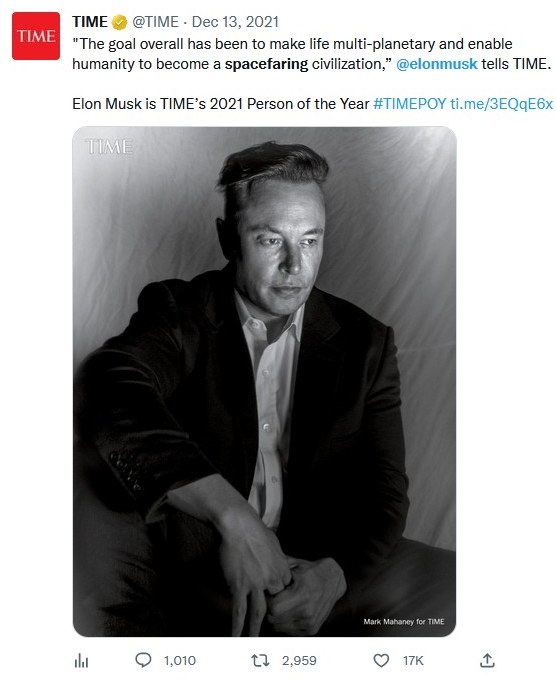 TIME
TIME @TIME · Dec 13, 2021
"The goal overall has been to make life multi-planetary and enable
humanity to become a spacefaring civilization,” @elonmusk tells TIME.
Elon Musk is TIME’s 2021 Person of the Year #TIMEPOY ti.me/3EQqE6x
TIME
Mark Mahaney for TIME
1,010 2,959 17K